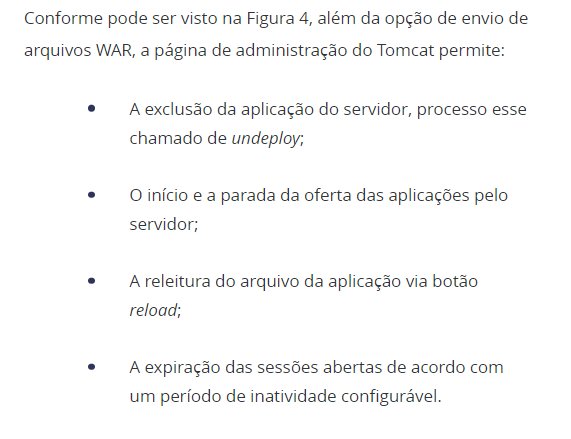 Conforme pode ser visto na Figura 4, além da opção de envio de
arquivos WAR, a página de administração do Tomcat permite:
• A exclusão da aplicação do servidor, processo esse
chamado de undeploy;
• O início e a parada da oferta das aplicações pelo
servidor;
• A releitura do arquivo da aplicação via botão
reload;
• A expiração das sessões abertas de acordo com
um período de inatividade configurável.